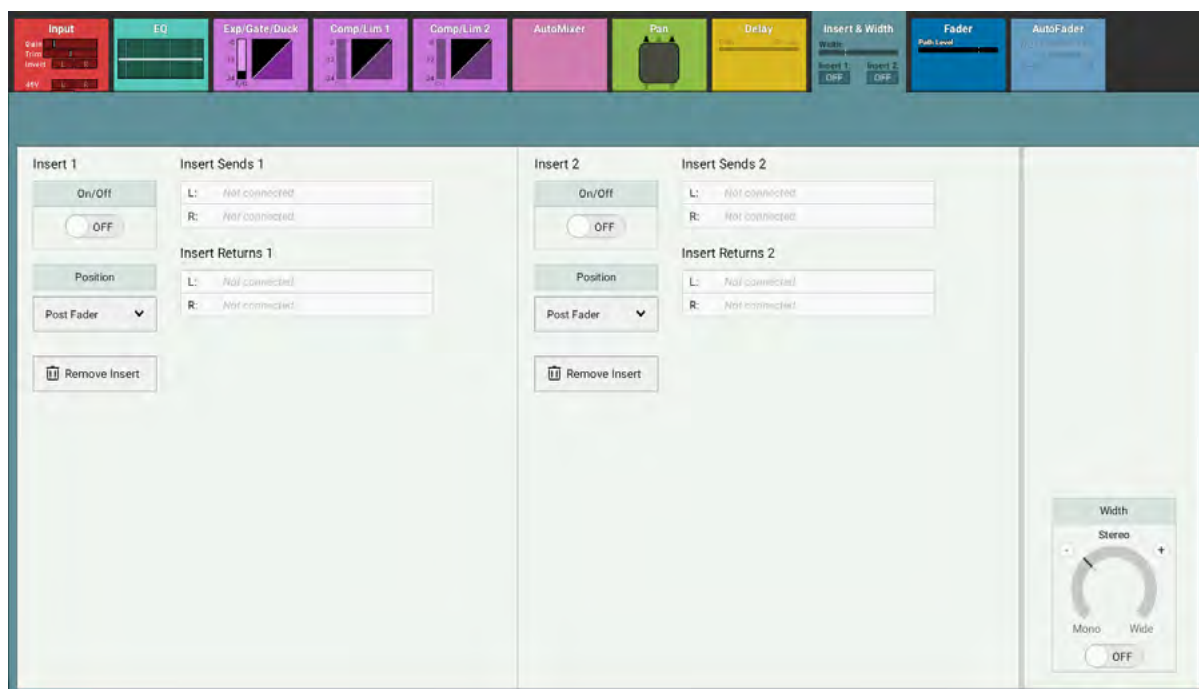 Input
Gain
Trim
Invert L R
48V L R
EQ
Exp/Gate/Duck
Comp/Lim 1
Comp/Lim 2
AutoMixer
Pan
Delay
Insert & Width
Width
Insert 1 Insert 2
OFF OFF
Fader
Path Level
AutoFader
Insert 1
On/Off
OFF
Position
Post Fader
Remove Insert
Insert Sends 1
L: Not connected
R: Not connected
Insert Returns 1
L: Not connected
R: Not connected
Insert 2
On/Off
OFF
Position
Post Fader
Remove Insert
Insert Sends 2
L: Not connected
R: Not connected
Insert Returns 2
L: Not connected
R: Not connected
Width
Stereo
- +
Mono Wide
OFF